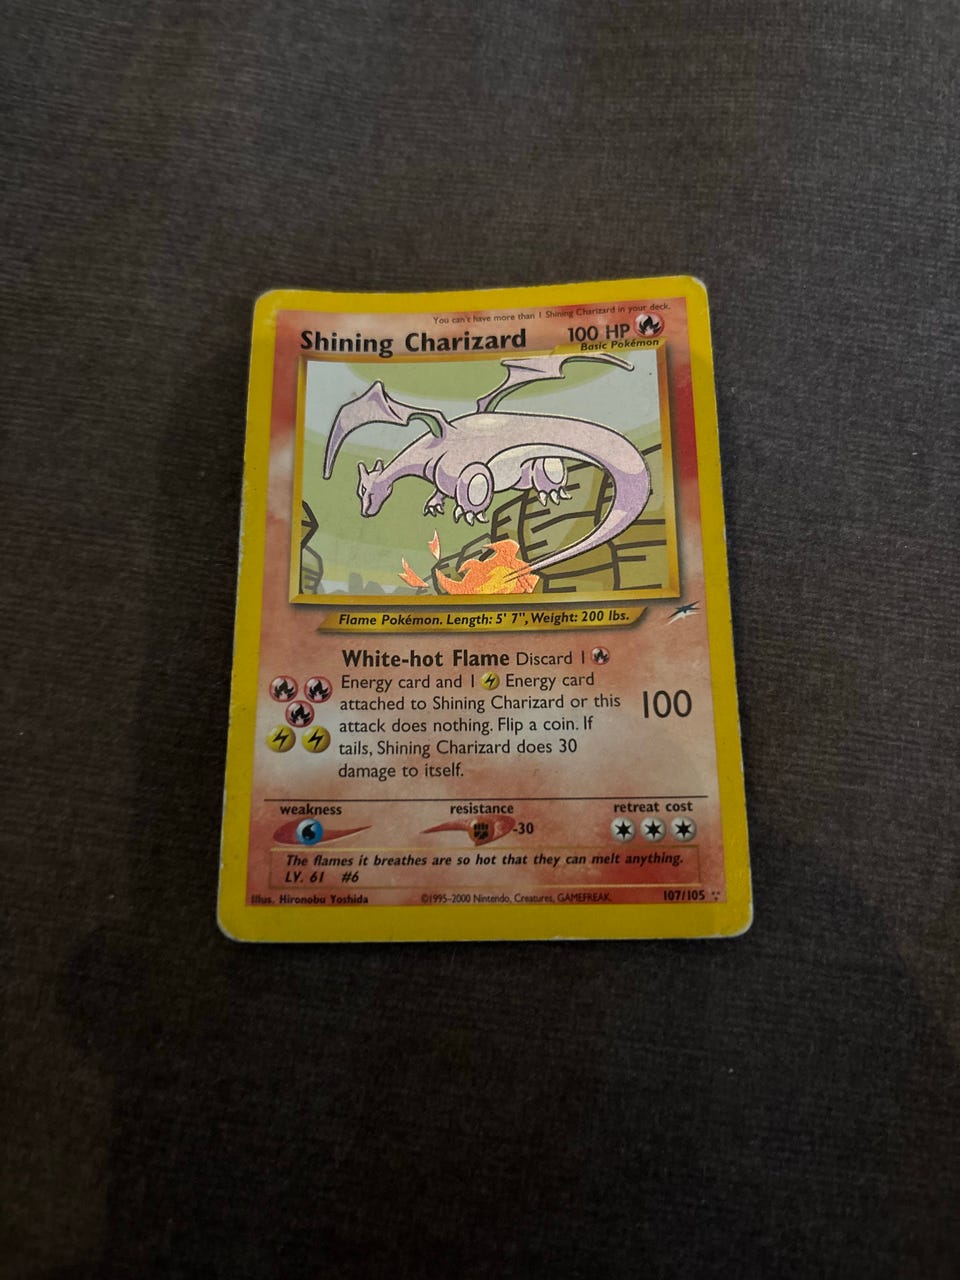 You can't have more than 1 Shining Charizard in your deck.
Shining Charizard 100 HP
Basic Pokémon
Flame Pokémon. Length: 5' 7", Weight: 200 lbs.
White-hot Flame Discard 1
Energy card and 1 Energy card
attached to Shining Charizard or this
attack does nothing. Flip a coin. If
tails, Shining Charizard does 30
damage to itself.
100
weakness resistance retreat cost
-30
The flames it breathes are so hot that they can melt anything.
LV. 61 #6
Illus. Hironobu Yoshida ©1995-2000 Nintendo, Creatures, GAMEFREAK. 107/105